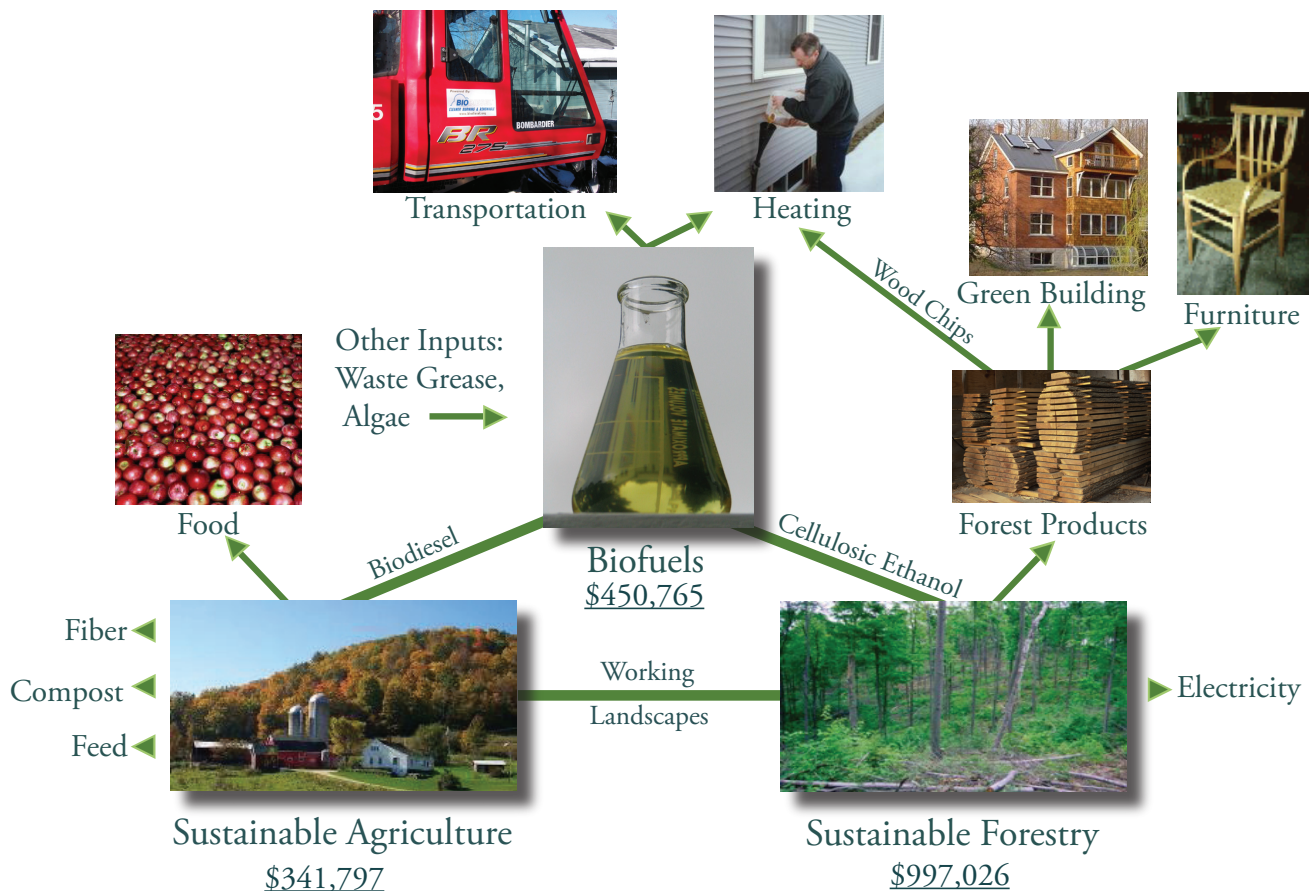 5
BIO
BR
275
BOMBARDIER
Transportation
Heating
Wood Chips
Green Building
Furniture
Other Inputs:
Waste Grease,
Algae
Food
Biodiesel
Cellulosic Ethanol
Forest Products
Biofuels
$450,765
Fiber
Compost
Feed
Working
Landscapes
Electricity
Sustainable Agriculture
$341,797
Sustainable Forestry
$997,026